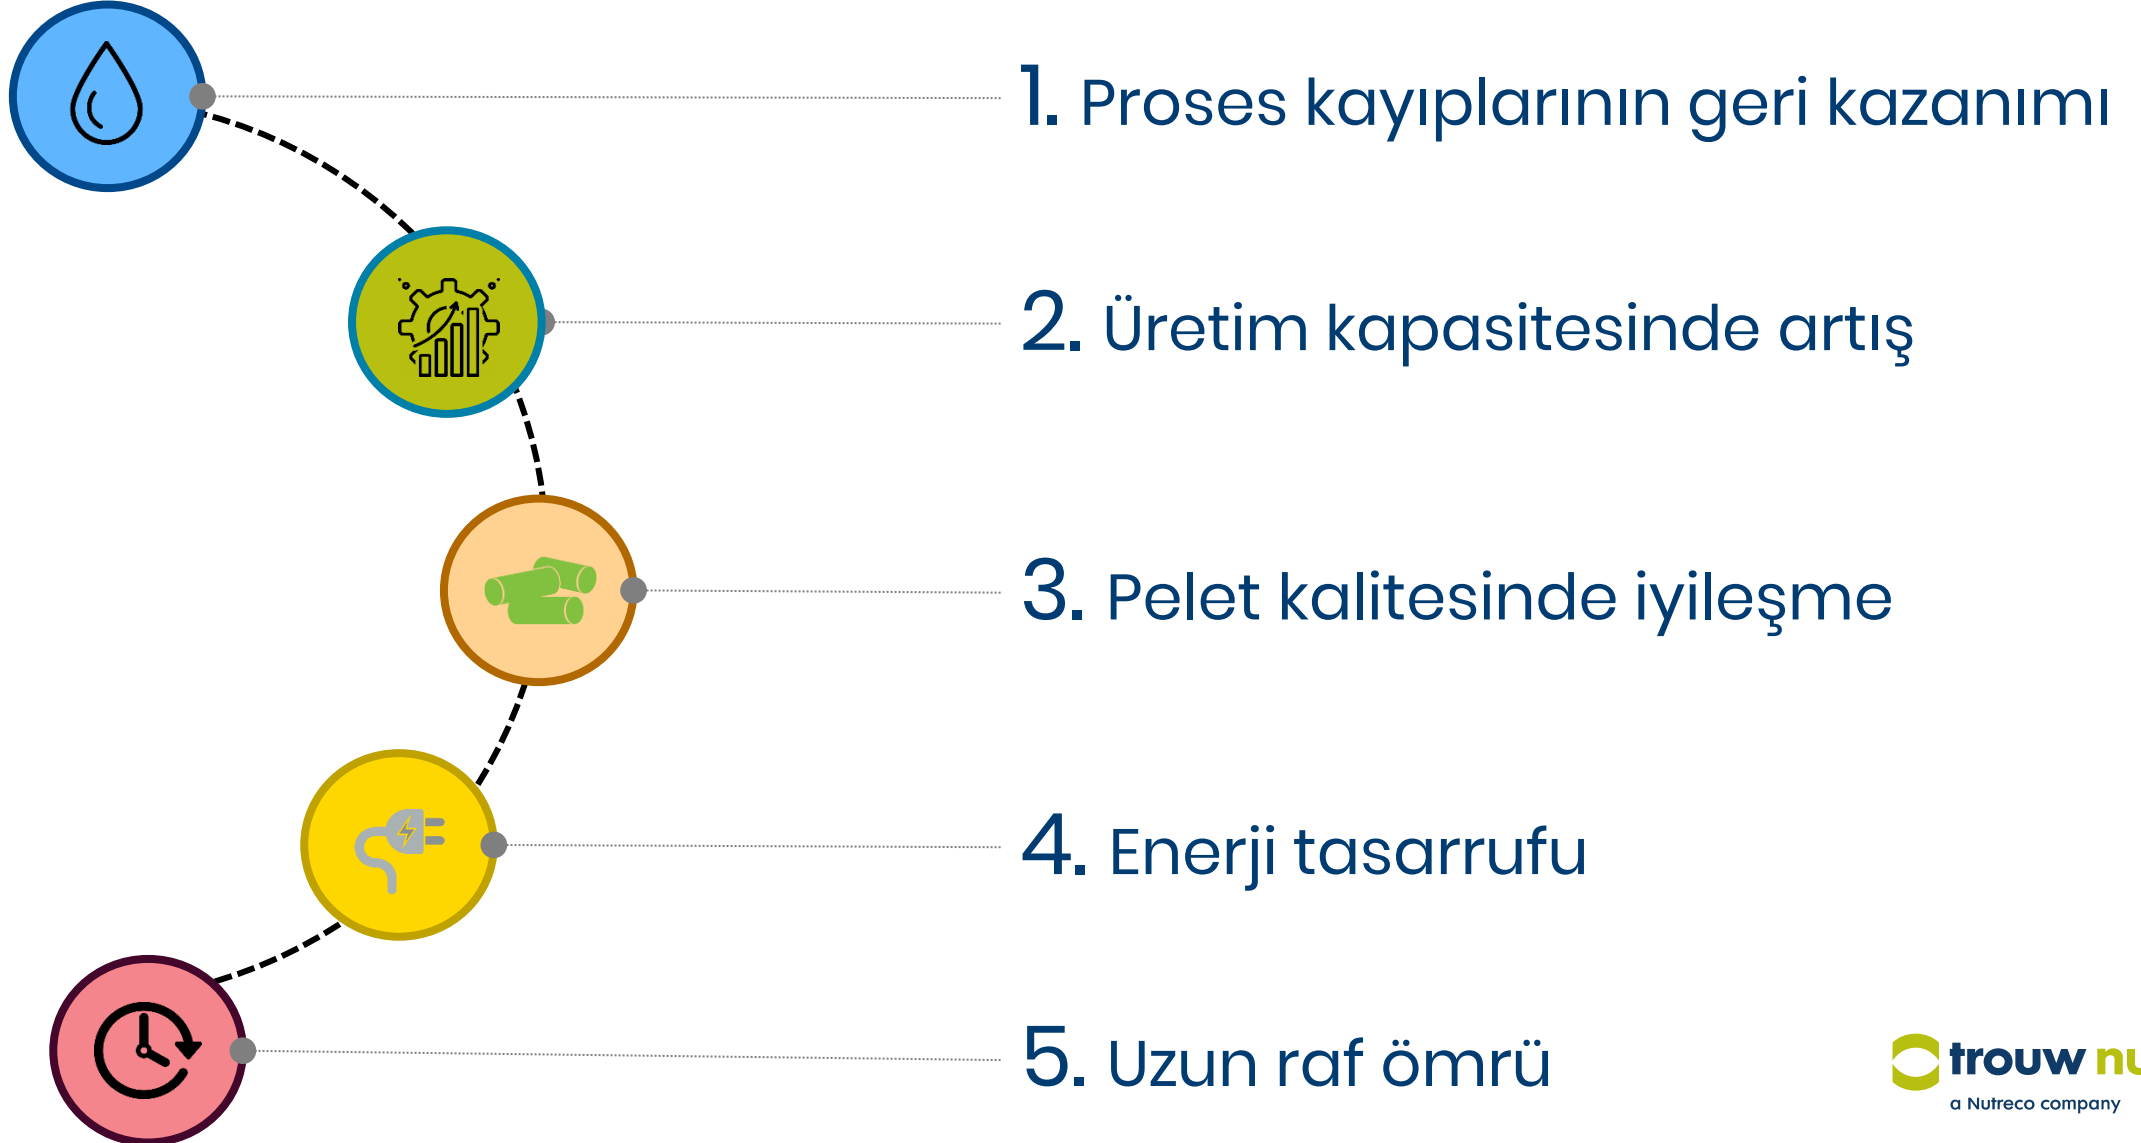 1. Proses kayıplarının geri kazanımı
2. Üretim kapasitesinde artış
3. Pelet kalitesinde iyileşme
4. Enerji tasarrufu
5. Uzun raf ömrü
trouw nu
a Nutreco company